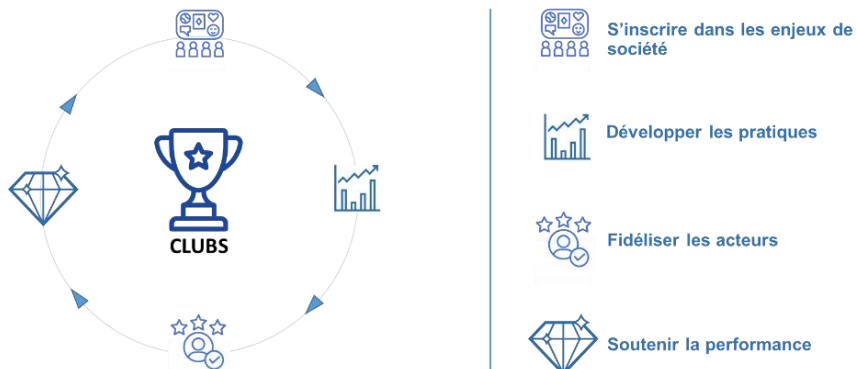 CLUBS
S’inscrire dans les enjeux de
société
Développer les pratiques
Fidéliser les acteurs
Soutenir la performance